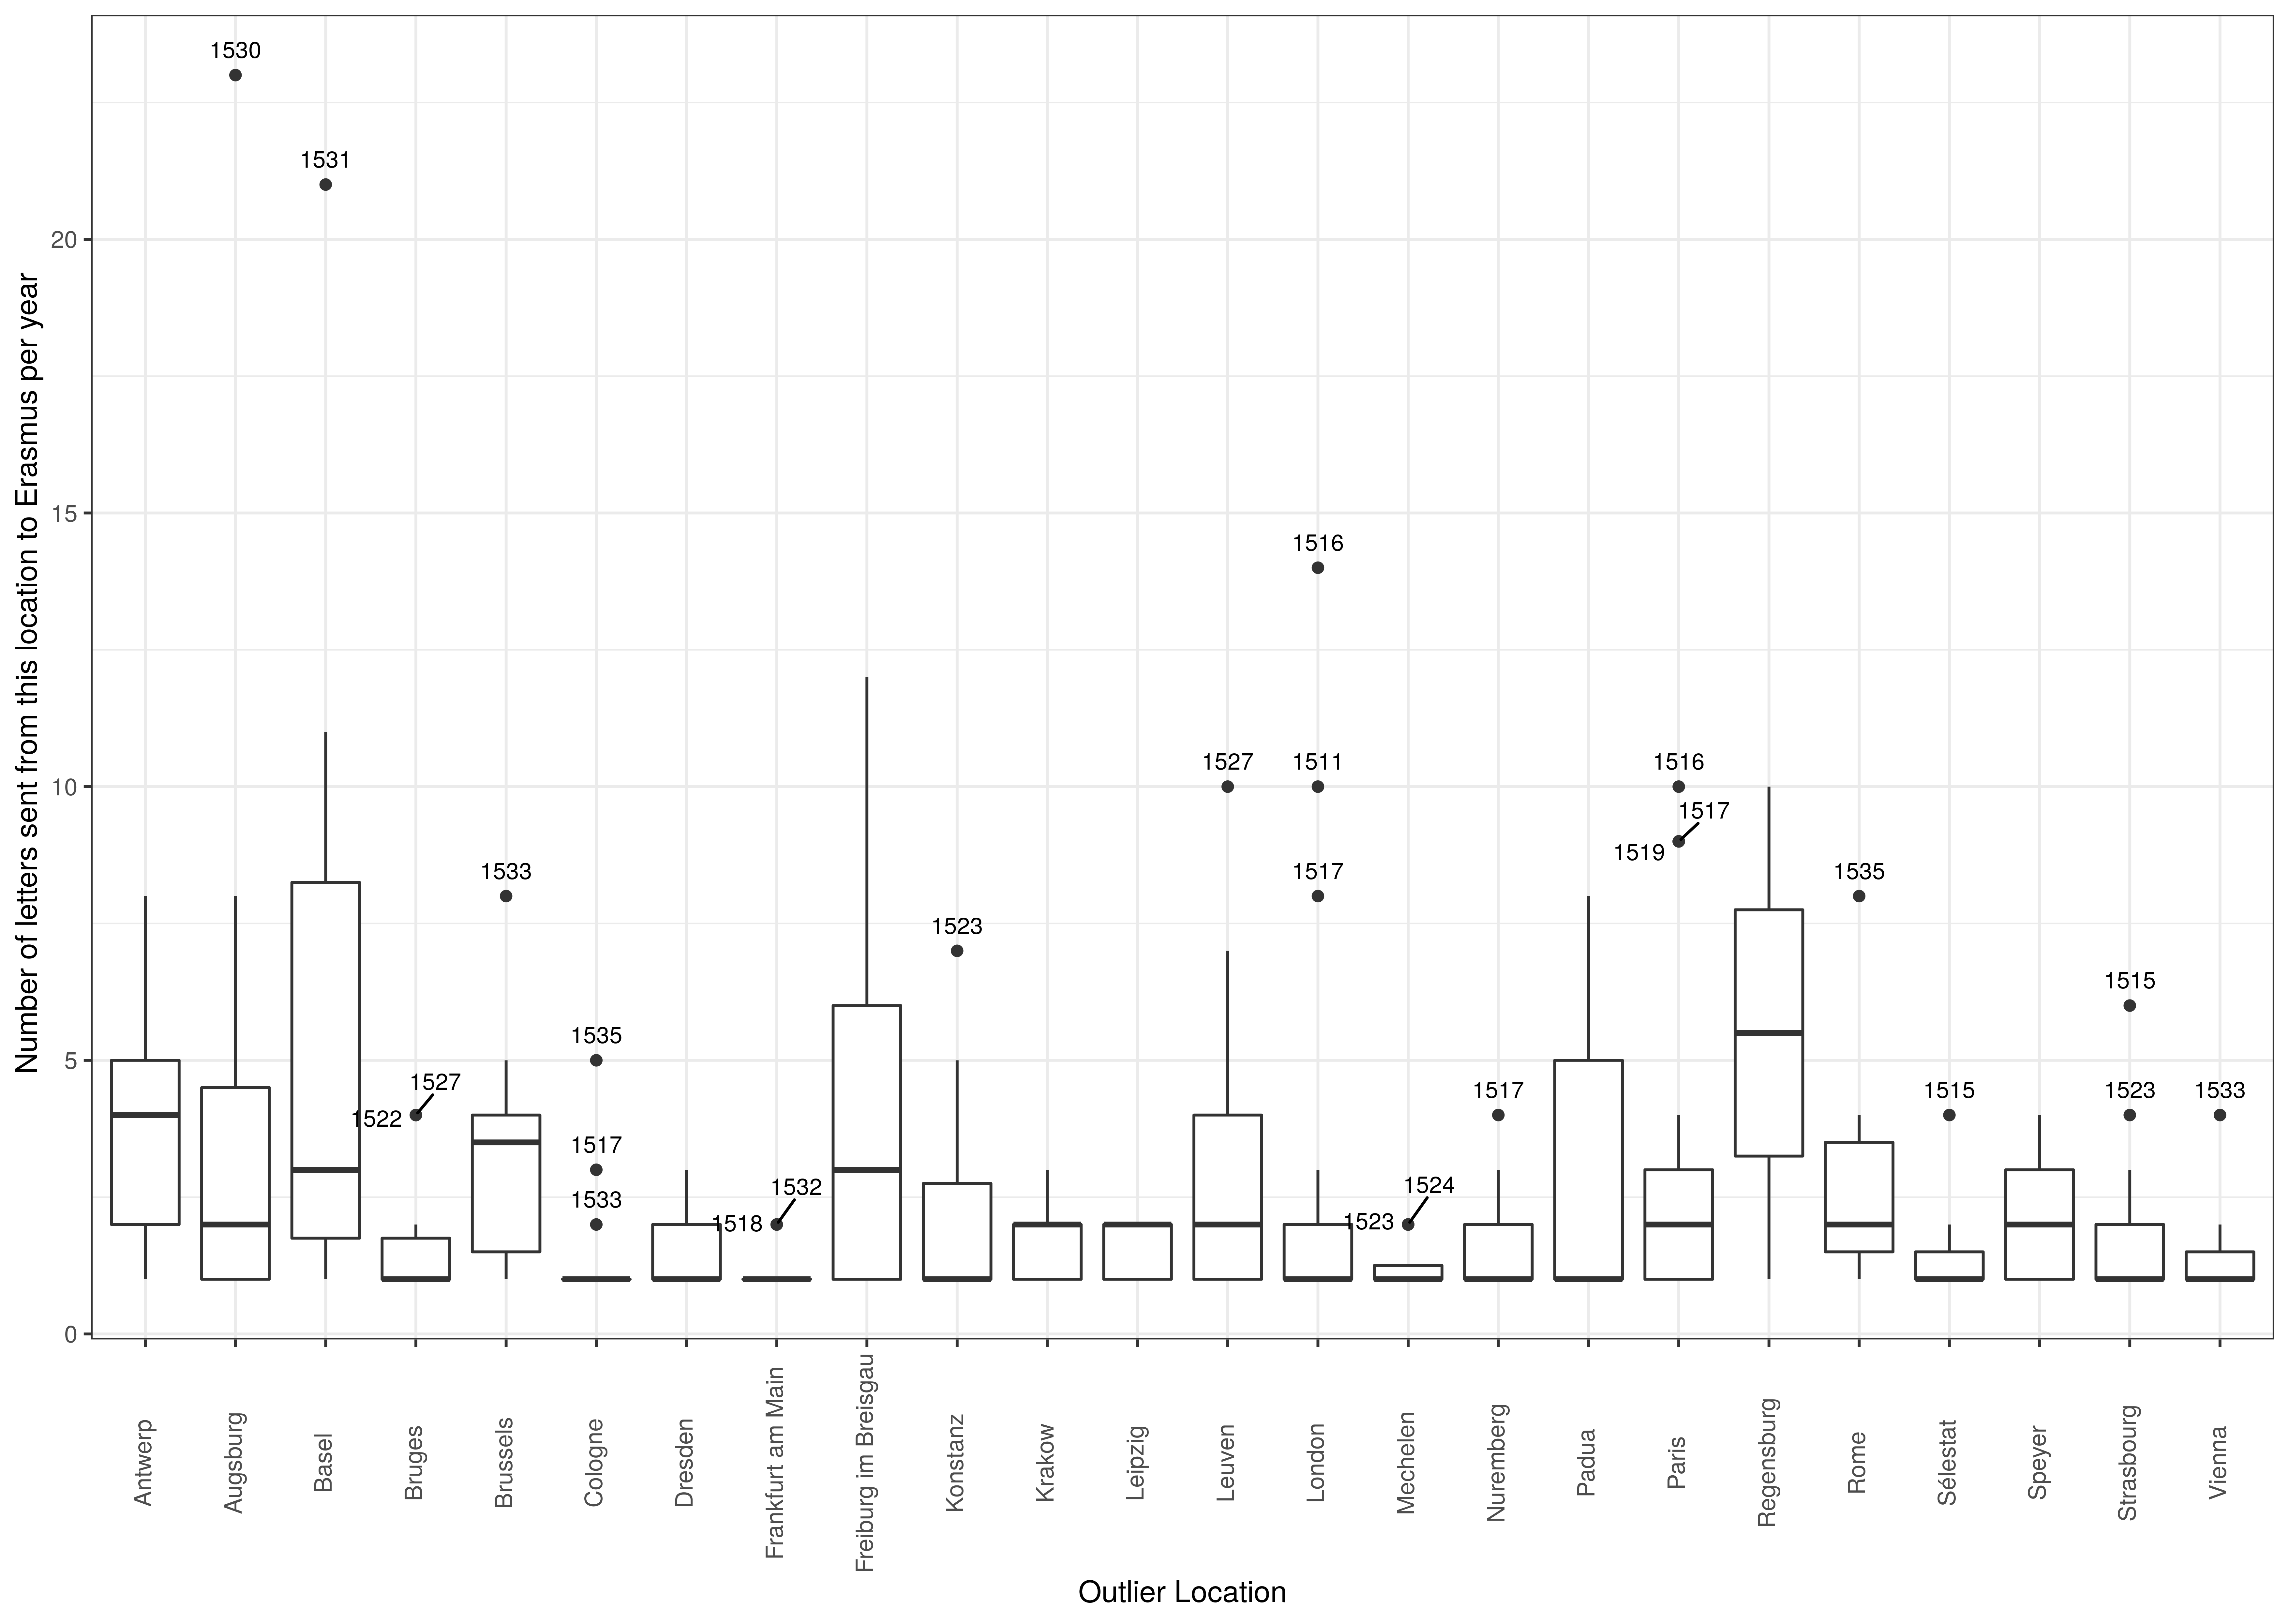 Number of letters sent from this location to Erasmus per year
20
15
10
5
0
1530
1531
1516
1527
1511
1516
1517
1519
1533
1517
1535
1523
1515
1535
1527
1522
1517
1515
1523
1533
1517
1533
1532
1518
1524
1523
Antwerp
Augsburg
Basel
Bruges
Brussels
Cologne
Dresden
Frankfurt am Main
Freiburg im Breisgau
Konstanz
Krakow
Leipzig
Leuven
London
Mechelen
Nuremberg
Padua
Paris
Regensburg
Rome
Sélestat
Speyer
Strasbourg
Vienna
Outlier Location